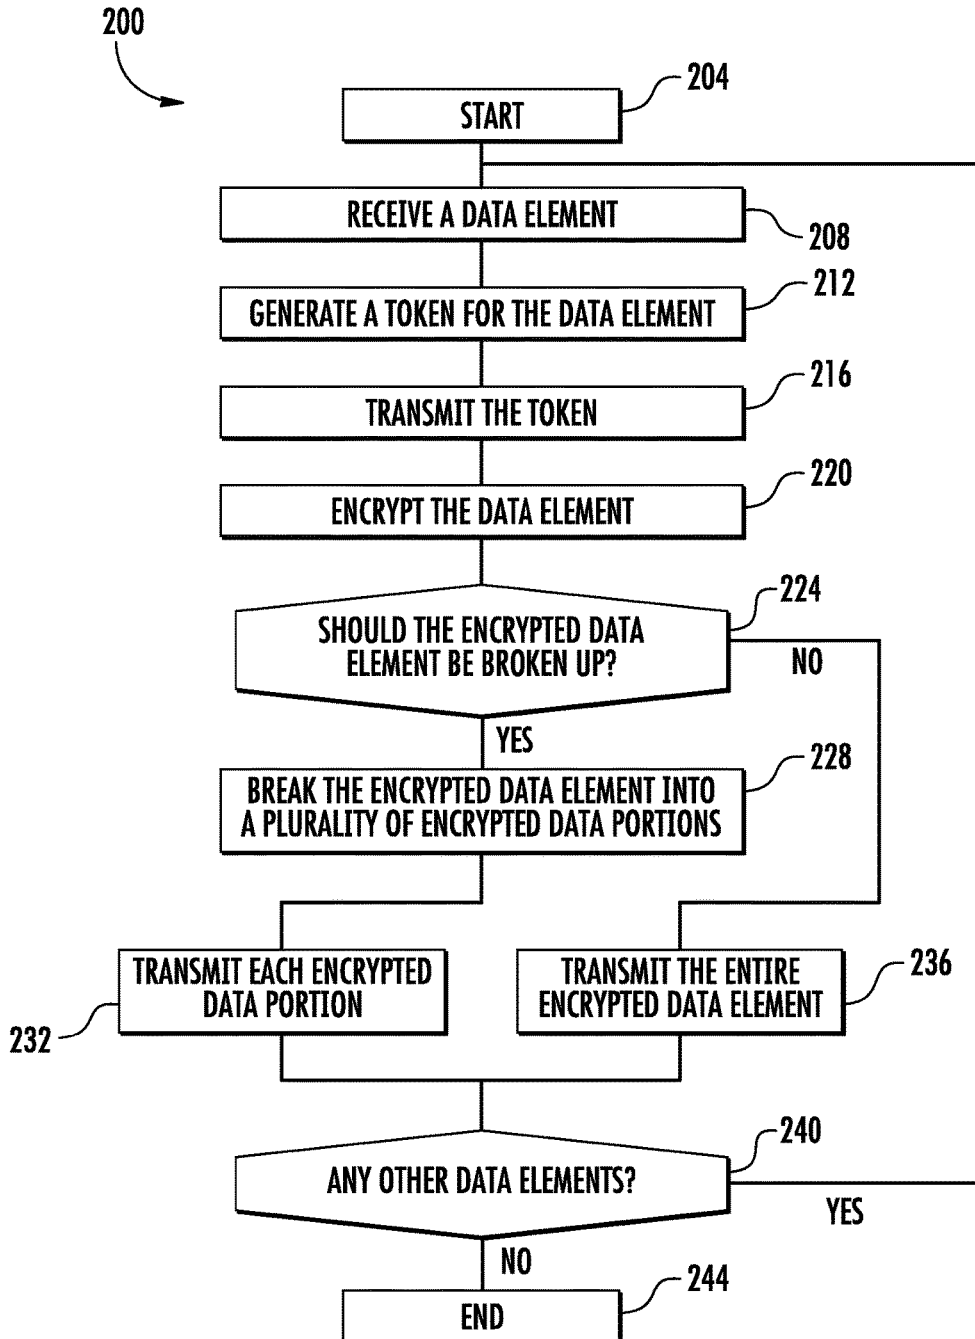 200
204
START
RECEIVE A DATA ELEMENT
208
212
GENERATE A TOKEN FOR THE DATA ELEMENT
216
TRANSMIT THE TOKEN
220
ENCRYPT THE DATA ELEMENT
224
SHOULD THE ENCRYPTED DATA
ELEMENT BE BROKEN UP?
NO
YES
228
BREAK THE ENCRYPTED DATA ELEMENT INTO
A PLURALITY OF ENCRYPTED DATA PORTIONS
TRANSMIT EACH ENCRYPTED
DATA PORTION
232
TRANSMIT THE ENTIRE
ENCRYPTED DATA ELEMENT
236
240
ANY OTHER DATA ELEMENTS?
YES
NO
244
END